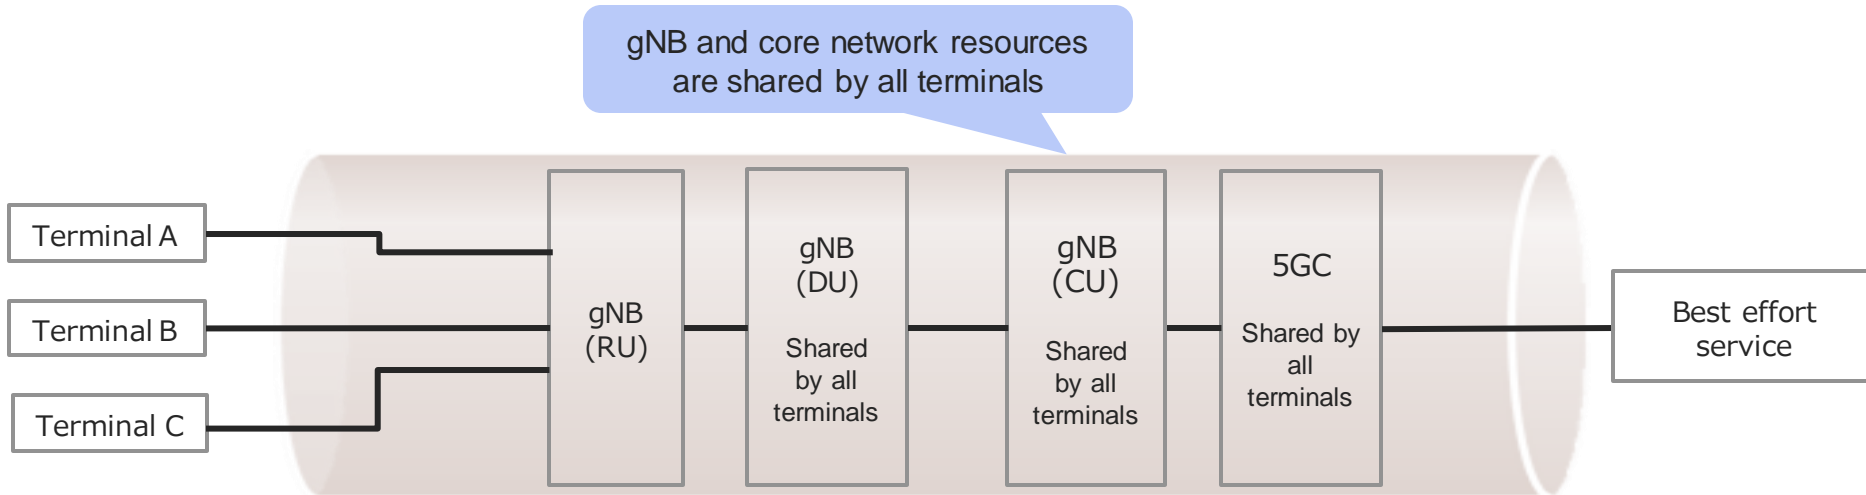 gNB and core network resources
are shared by all terminals
Terminal A
Terminal B
Terminal C
gNB
(RU)
gNB
(DU)
Shared
by all
terminals
gNB
(CU)
Shared
by all
terminals
5GC
Shared by
all
terminals
Best effort
service